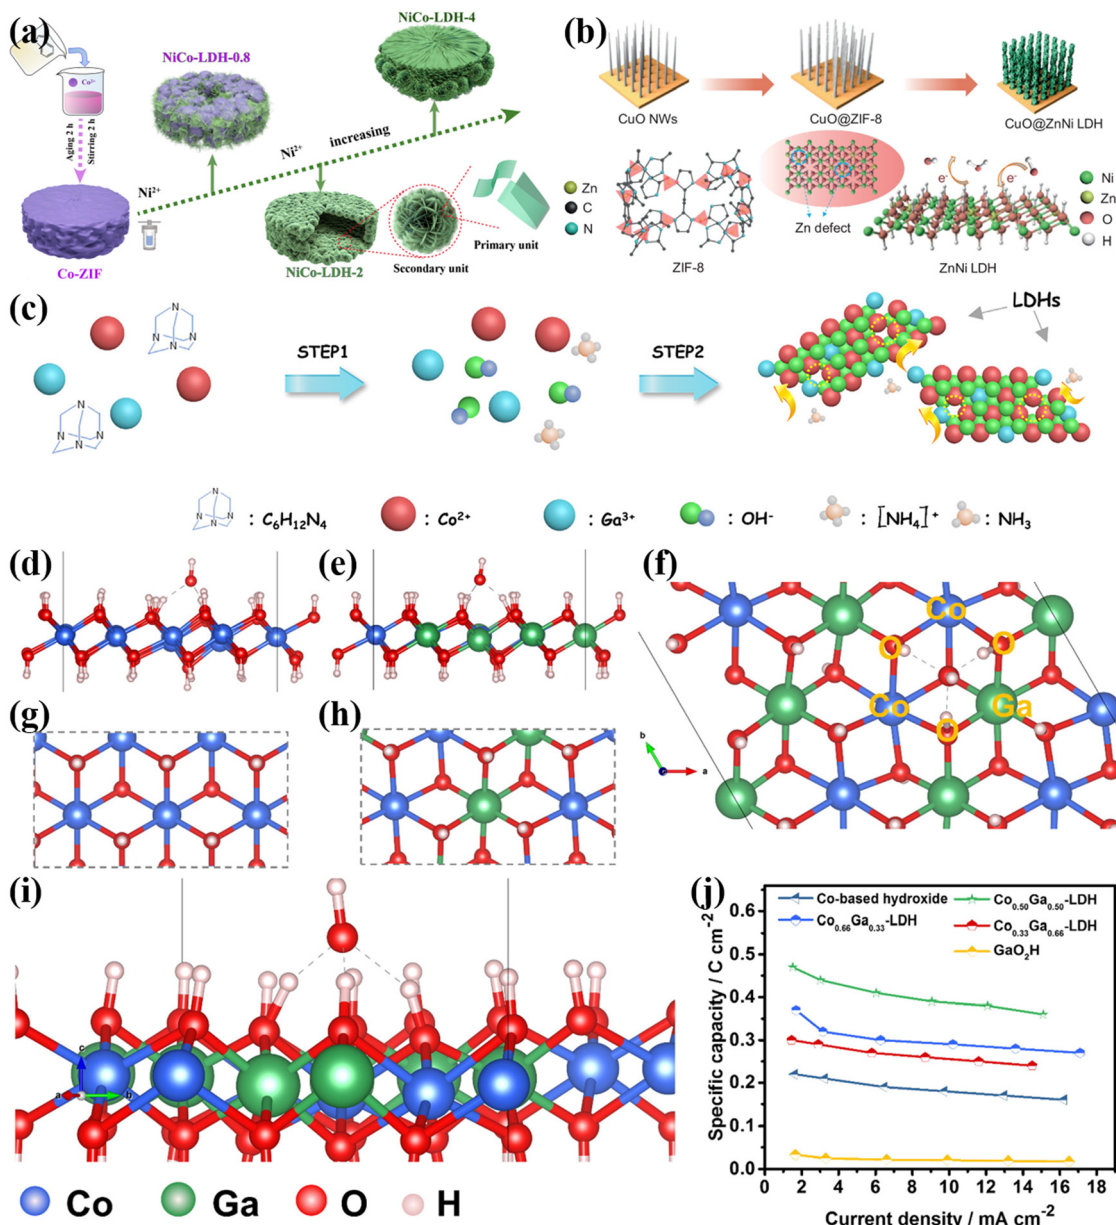 (a)
NiCo-LDH-4
NiCo-LDH-0.8
Co²⁺
Aging 2 h
Stirring 2 h
Ni²⁺ increasing
Ni²⁺
Co-ZIF
NiCo-LDH-2
Secondary unit
Primary unit
Zn
C
N
(b)
CuO NWs
CuO@ZIF-8
CuO@ZnNi LDH
Zn defect
ZIF-8
e⁻
e⁻
ZnNi LDH
Ni
Zn
O
H
(c)
N
N
N
N
N
N
N
N
STEP1
STEP2
LDHs
: C₆H₁₂N₄
: Co²⁺
: Ga³⁺
: OH⁻
: [NH₄]⁺
: NH₃
(d)
(e)
(f)
Co
O
O
Co
Ga
O
b
a
(g)
(h)
(i)
c
a
b
Co
Ga
O
H
(j)
Co-based hydroxide
Co₀.₆₆Ga₀.₃₃-LDH
Co₀.₅₀Ga₀.₅₀-LDH
Co₀.₃₃Ga₀.₆₆-LDH
GaO₂H
Specific capacity / C cm⁻²
0.6
0.5
0.4
0.3
0.2
0.1
0.0
0 2 4 6 8 10 12 14 16 18
Current density / mA cm⁻²